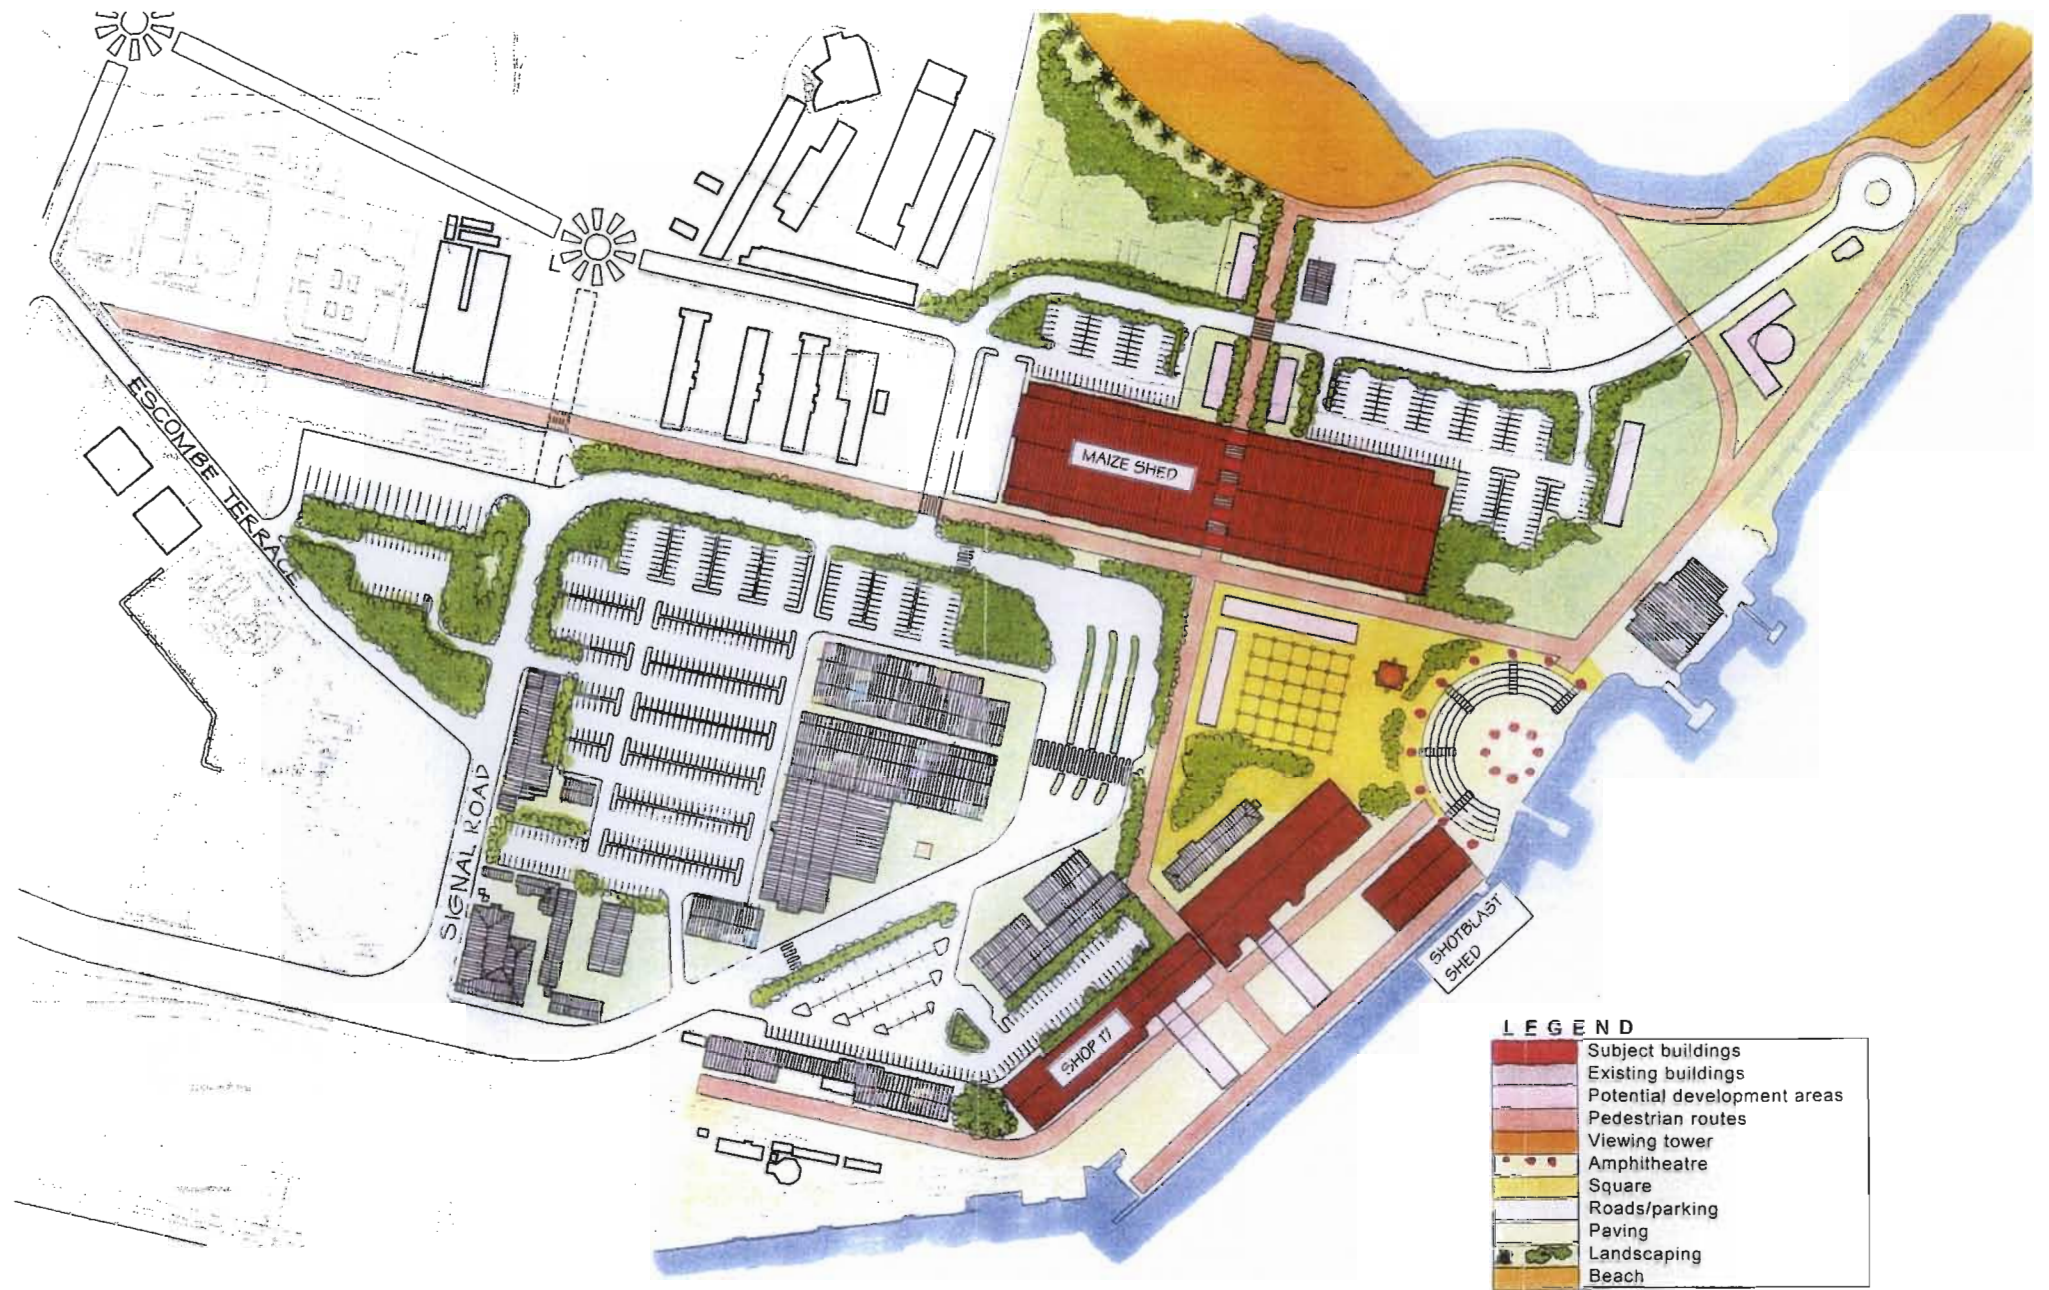 MAIZE SHED
ESCOMBE TERRACE
SIGNAL ROAD
SHOP 17
SHOTBLAST
SHED
LEGEND
Subject buildings
Existing buildings
Potential development areas
Pedestrian routes
Viewing tower
Amphitheatre
Square
Roads/parking
Paving
Landscaping
Beach